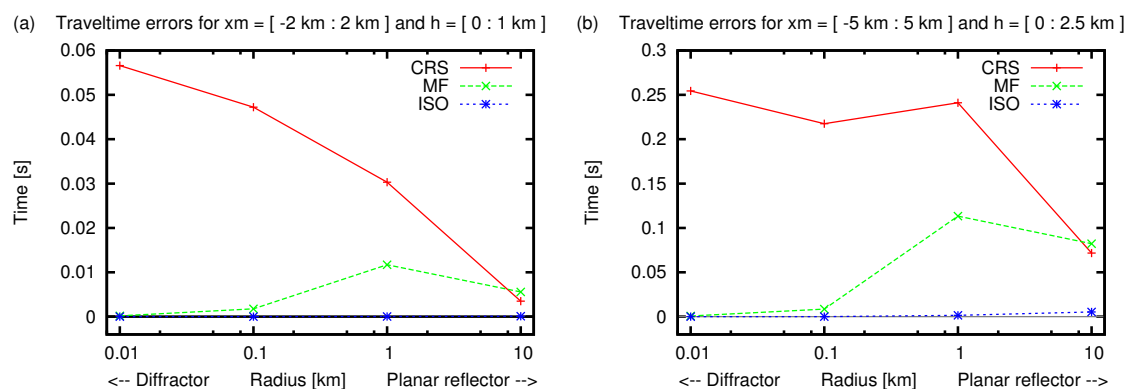 (a) Traveltime errors for xm = [ -2 km : 2 km ] and h = [ 0 : 1 km ]
0.06
0.05
0.04
0.03
0.02
0.01
0
Time [s]
CRS
MF
ISO
0.01 0.1 1 10
<-- Diffractor Radius [km] Planar reflector -->
(b) Traveltime errors for xm = [ -5 km : 5 km ] and h = [ 0 : 2.5 km ]
0.3
0.25
0.2
0.15
0.1
0.05
0
Time [s]
CRS
MF
ISO
0.01 0.1 1 10
<-- Diffractor Radius [km] Planar reflector -->